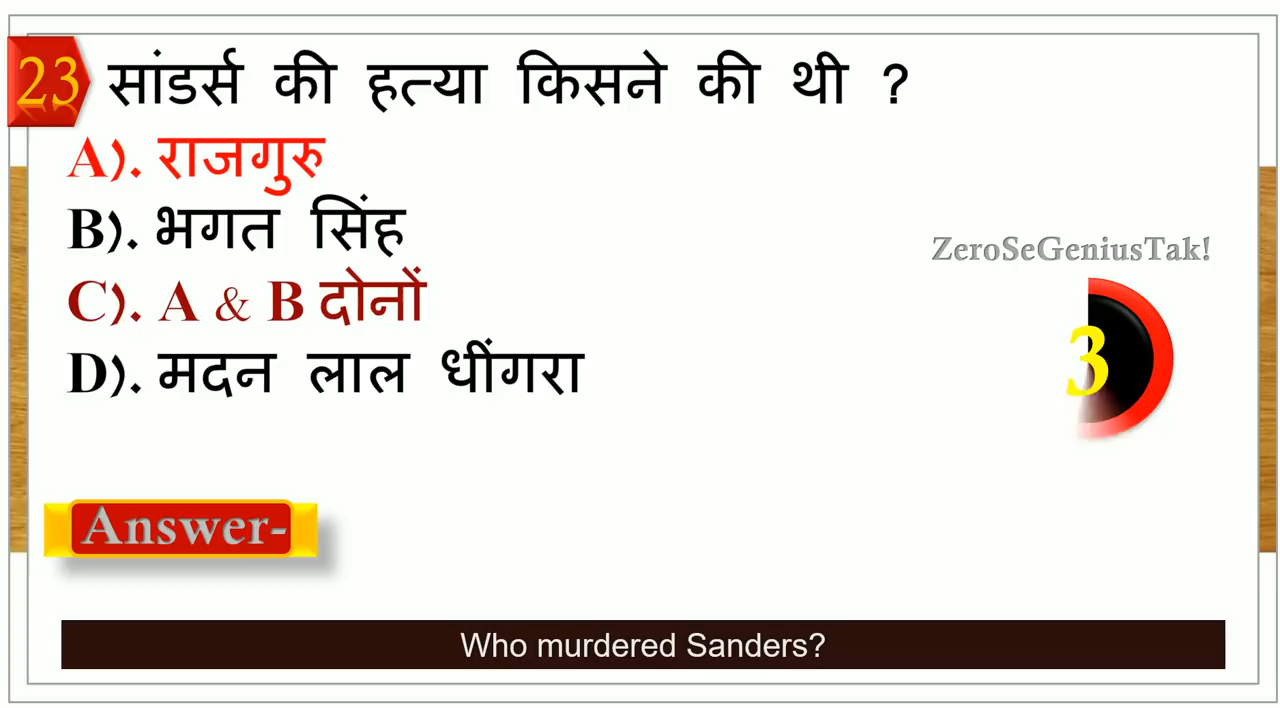 23 सांडर्स की हत्या किसने की थी ?
A). राजगुरु
B). भगत सिंह
C). A & B दोनों
D). मदन लाल धींगरा
ZeroSeGeniusTak!
3
Answer-
Who murdered Sanders?